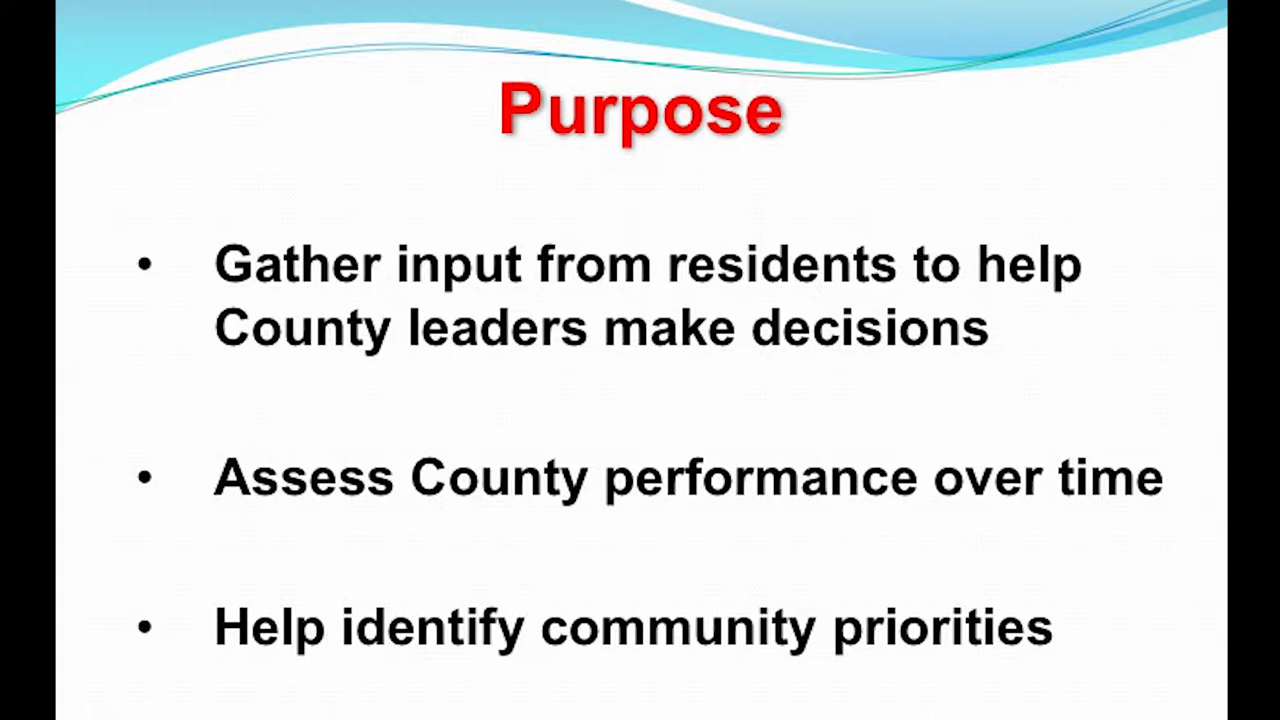 Purpose
• Gather input from residents to help
County leaders make decisions
• Assess County performance over time
• Help identify community priorities